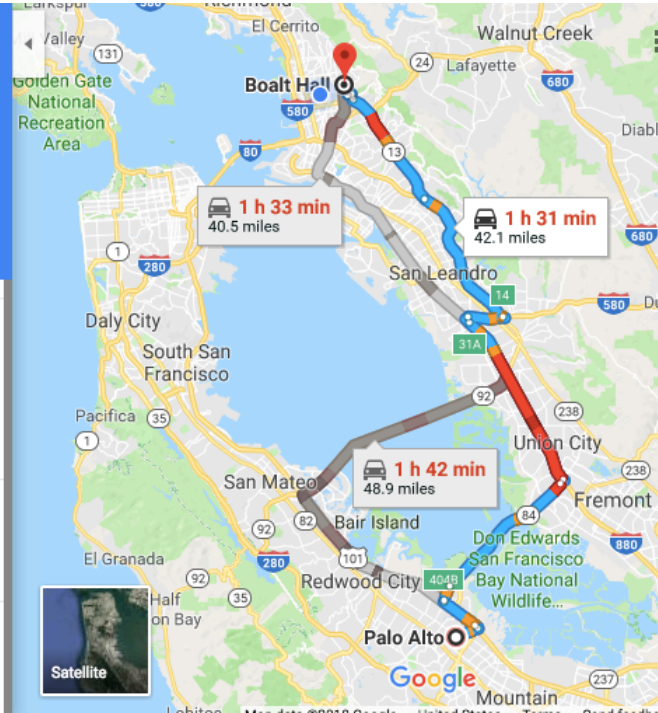 El Cerrito
Walnut Creek
Valley
131
24
Lafayette
Boalt Hall
680
Golden Gate
National
Recreation
Area
580
80
13
1 h 33 min
40.5 miles
1 h 31 min
42.1 miles
1
280
680
San Leandro
14
580
Daly City
31A
South San
Francisco
92
Pacifica
35
238
1
Union City
1 h 42 min
48.9 miles
238
San Mateo
Fremont
82
Bair Island
84
92
Don Edwards
San Francisco
Bay National
Wildlife...
880
El Granada
280
101
92
Redwood City
404B
35
Half
on Bay
Palo Alto
Satellite
Google
237
Mountain